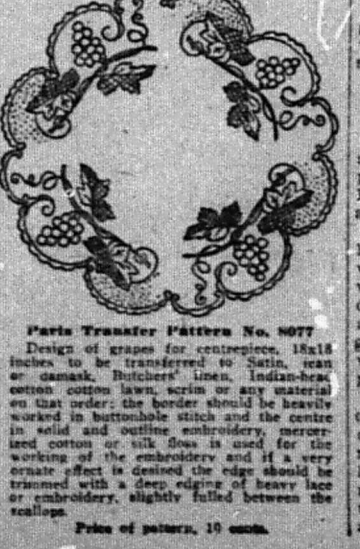 Paris Transfer Pattern No. 8077
Design of grapes for centrepiece, 18x18
inches to be transferred to Satin, jean
or damask, Butchers' linen, Indian-head
cotton cotton lawn, scrim or any material
on that order; the border should be heavily
worked in buttonhole stitch and the centre
in solid and outline embroidery, mercer-
ized cotton or silk floss is used for the
working of the embroidery and if a very
ornate effect is desired the edge should be
trimmed with a deep edging of heavy lace
or embroidery, slightly fulled between the
scallops.
Price of pattern, 10 cents.